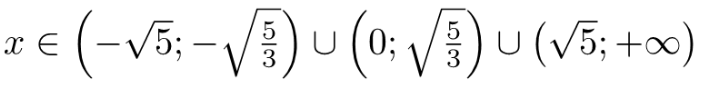 x ∈ (−√5; −√(5/3)) ∪ (0; √(5/3)) ∪ (√5; +∞)